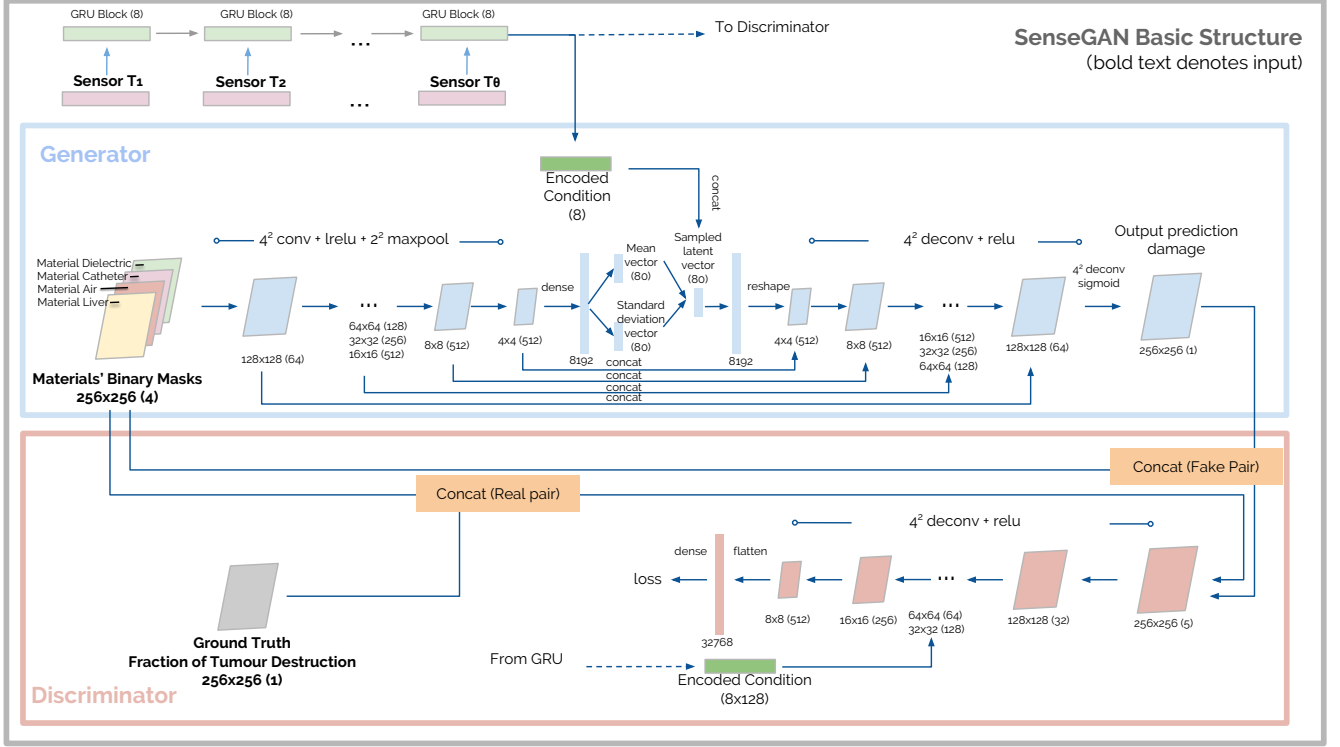 SenseGAN Basic Structure
(bold text denotes input)
GRU Block (8)
GRU Block (8)
GRU Block (8)
...
To Discriminator
Sensor T1
Sensor T2
Sensor Tθ
...
Generator
Encoded
Condition
(8)
concat
4² conv + lrelu + 2² maxpool
Mean
vector
(80)
Sampled
latent
vector
(80)
4² deconv + relu
Output prediction
damage
Material Dielectric
Material Catheter
Material Air
Material Liver
4² deconv
sigmoid
dense
reshape
Standard
deviation
vector
(80)
...
...
128x128 (64)
64x64 (128)
32x32 (256)
16x16 (512)
8x8 (512)
4x4 (512)
8192
8192
4x4 (512)
8x8 (512)
16x16 (512)
32x32 (256)
64x64 (128)
128x128 (64)
256x256 (1)
concat
concat
concat
concat
Materials' Binary Masks
256x256 (4)
Concat (Fake Pair)
Concat (Real pair)
4² deconv + relu
dense
flatten
loss
...
8x8 (512)
16x16 (256)
64x64 (64)
32x32 (128)
128x128 (32)
256x256 (5)
32768
Ground Truth
Fraction of Tumour Destruction
256x256 (1)
From GRU
Encoded Condition
(8x128)
Discriminator